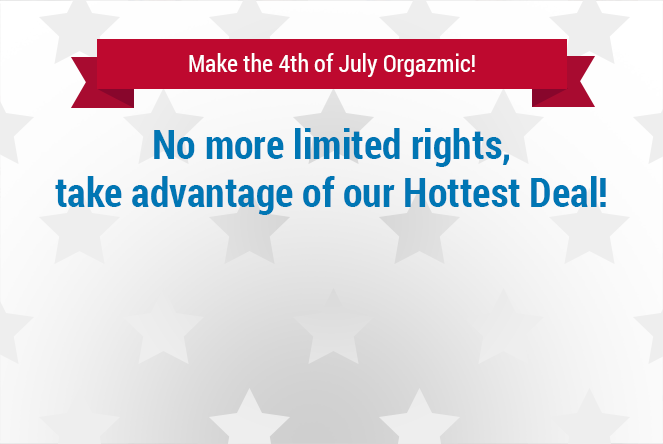 Make the 4th of July Orgazmic!
No more limited rights,
take advantage of our Hottest Deal!